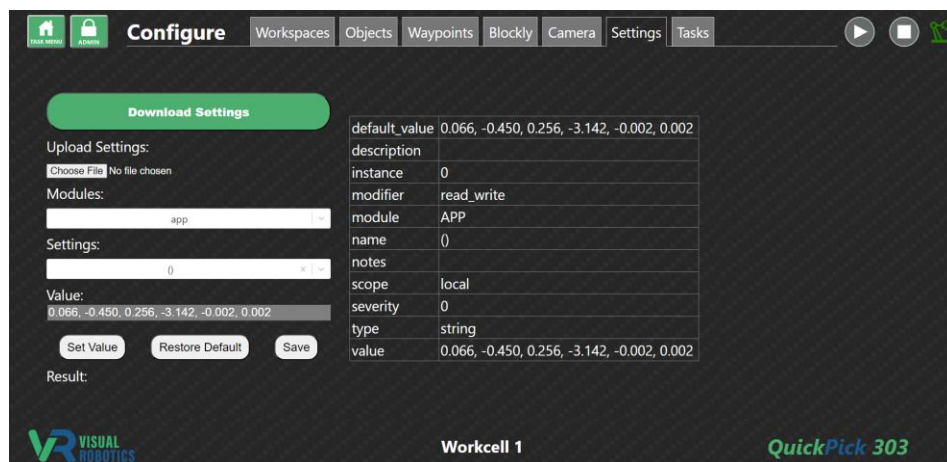 TASK MENU
ADMIN
Configure
Workspaces
Objects
Waypoints
Blockly
Camera
Settings
Tasks
Download Settings
Upload Settings:
Choose File No file chosen
Modules:
app
Settings:
()
x
Value:
0.066, -0.450, 0.256, -3.142, -0.002, 0.002
Set Value
Restore Default
Save
Result:
default_value 0.066, -0.450, 0.256, -3.142, -0.002, 0.002
description
instance 0
modifier read_write
module APP
name ()
notes
scope local
severity 0
type string
value 0.066, -0.450, 0.256, -3.142, -0.002, 0.002
VR VISUAL
ROBOTICS
Workcell 1
QuickPick 303